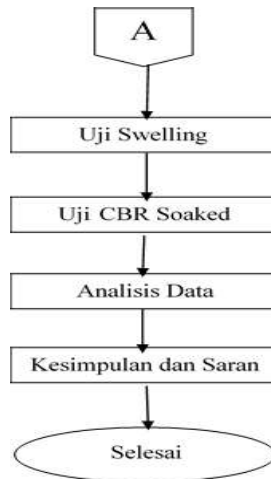 A
Uji Swelling
Uji CBR Soaked
Analisis Data
Kesimpulan dan Saran
Selesai